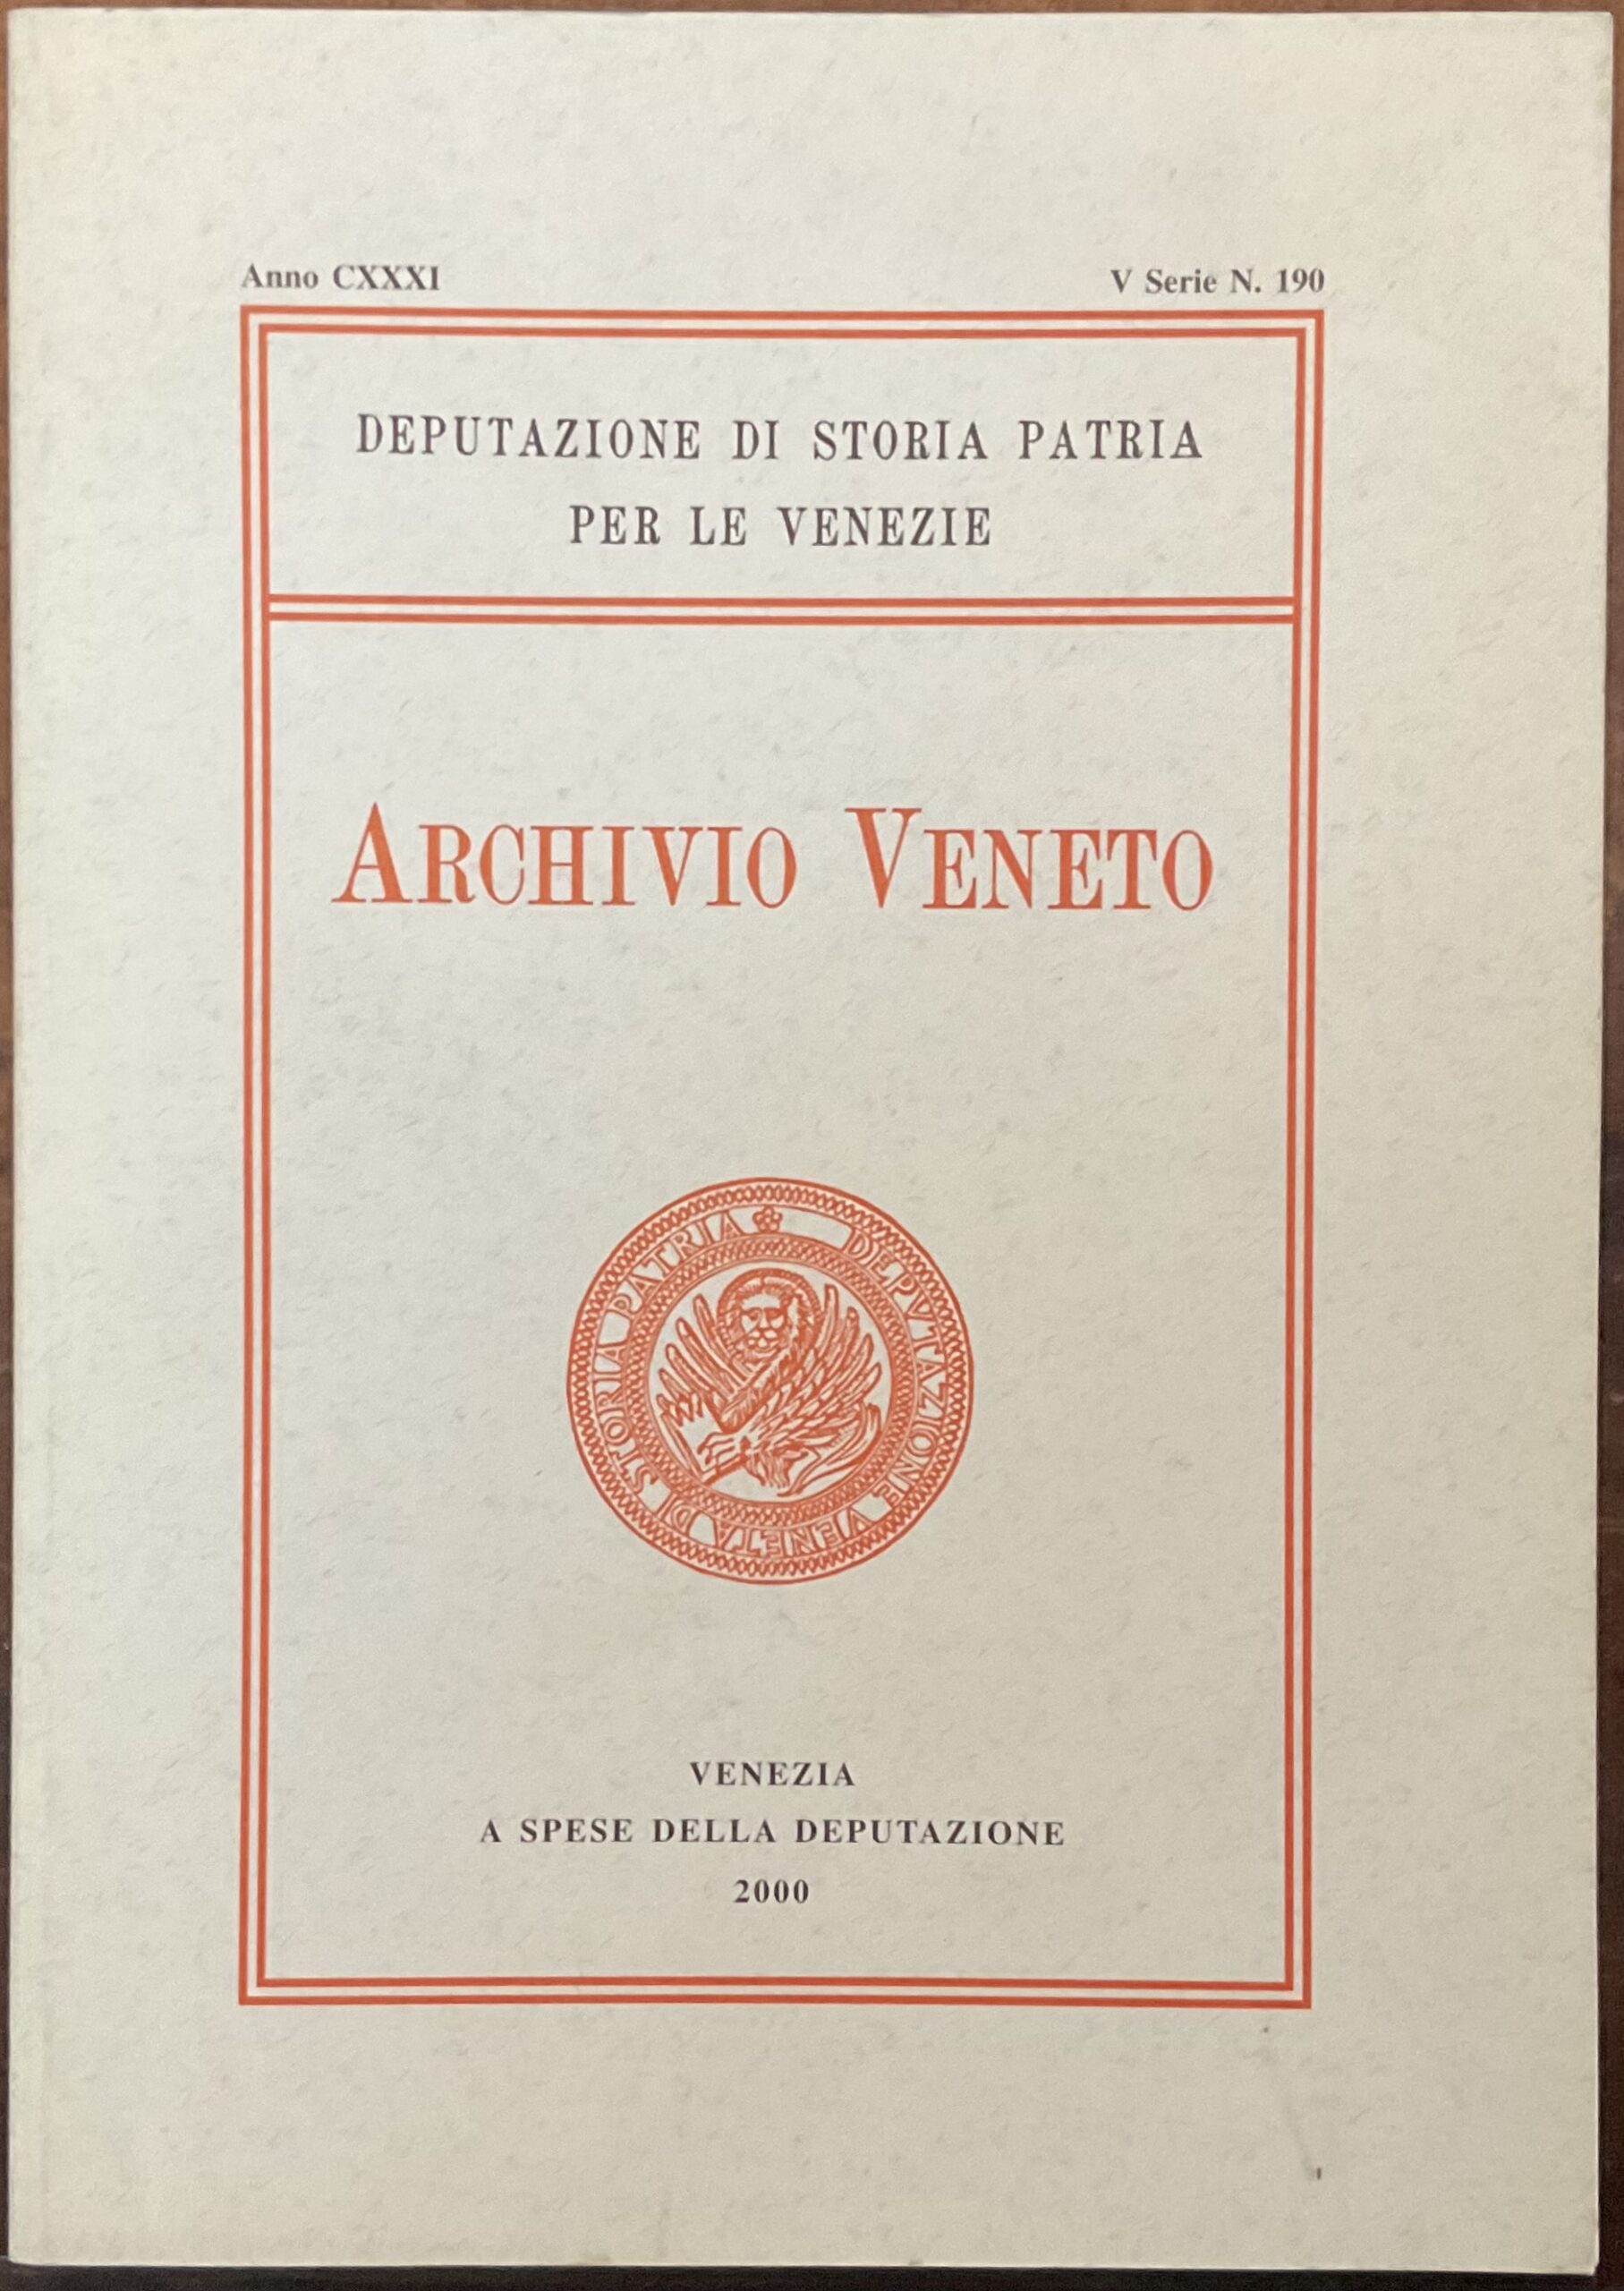 Anno CXXXI
V Serie N. 190
DEPUTAZIONE DI STORIA PATRIA
PER LE VENEZIE
ARCHIVIO VENETO
DEPVTAZIONE VENETA DI STORIA PATRIA
VENEZIA
A SPESE DELLA DEPUTAZIONE
2000